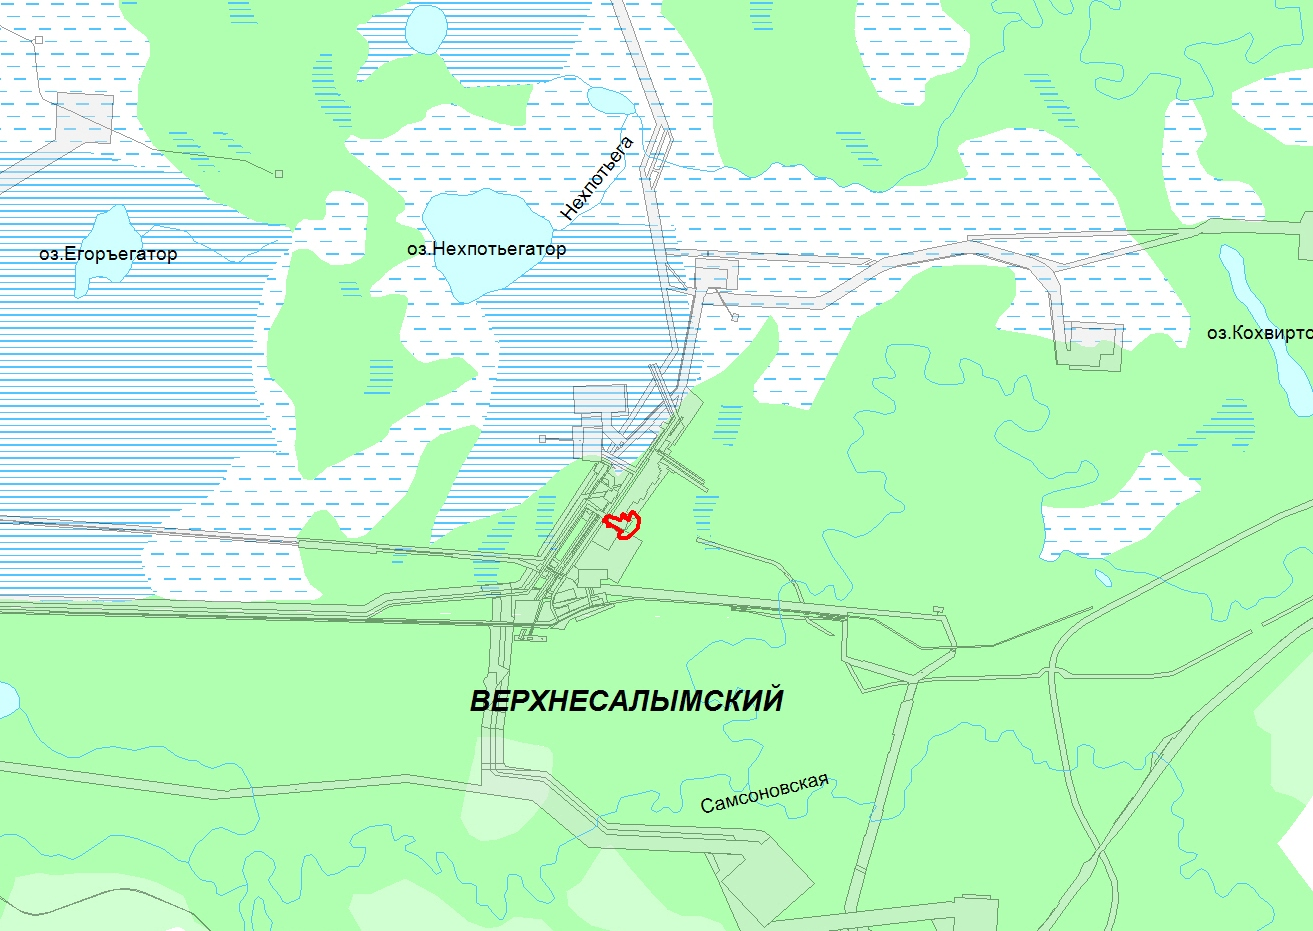 Нехпотьега
оз.Егоръегатор
оз.Нехпотьегатор
оз.Кохвирто
ВЕРХНЕСАЛЫМСКИЙ
Самсоновская